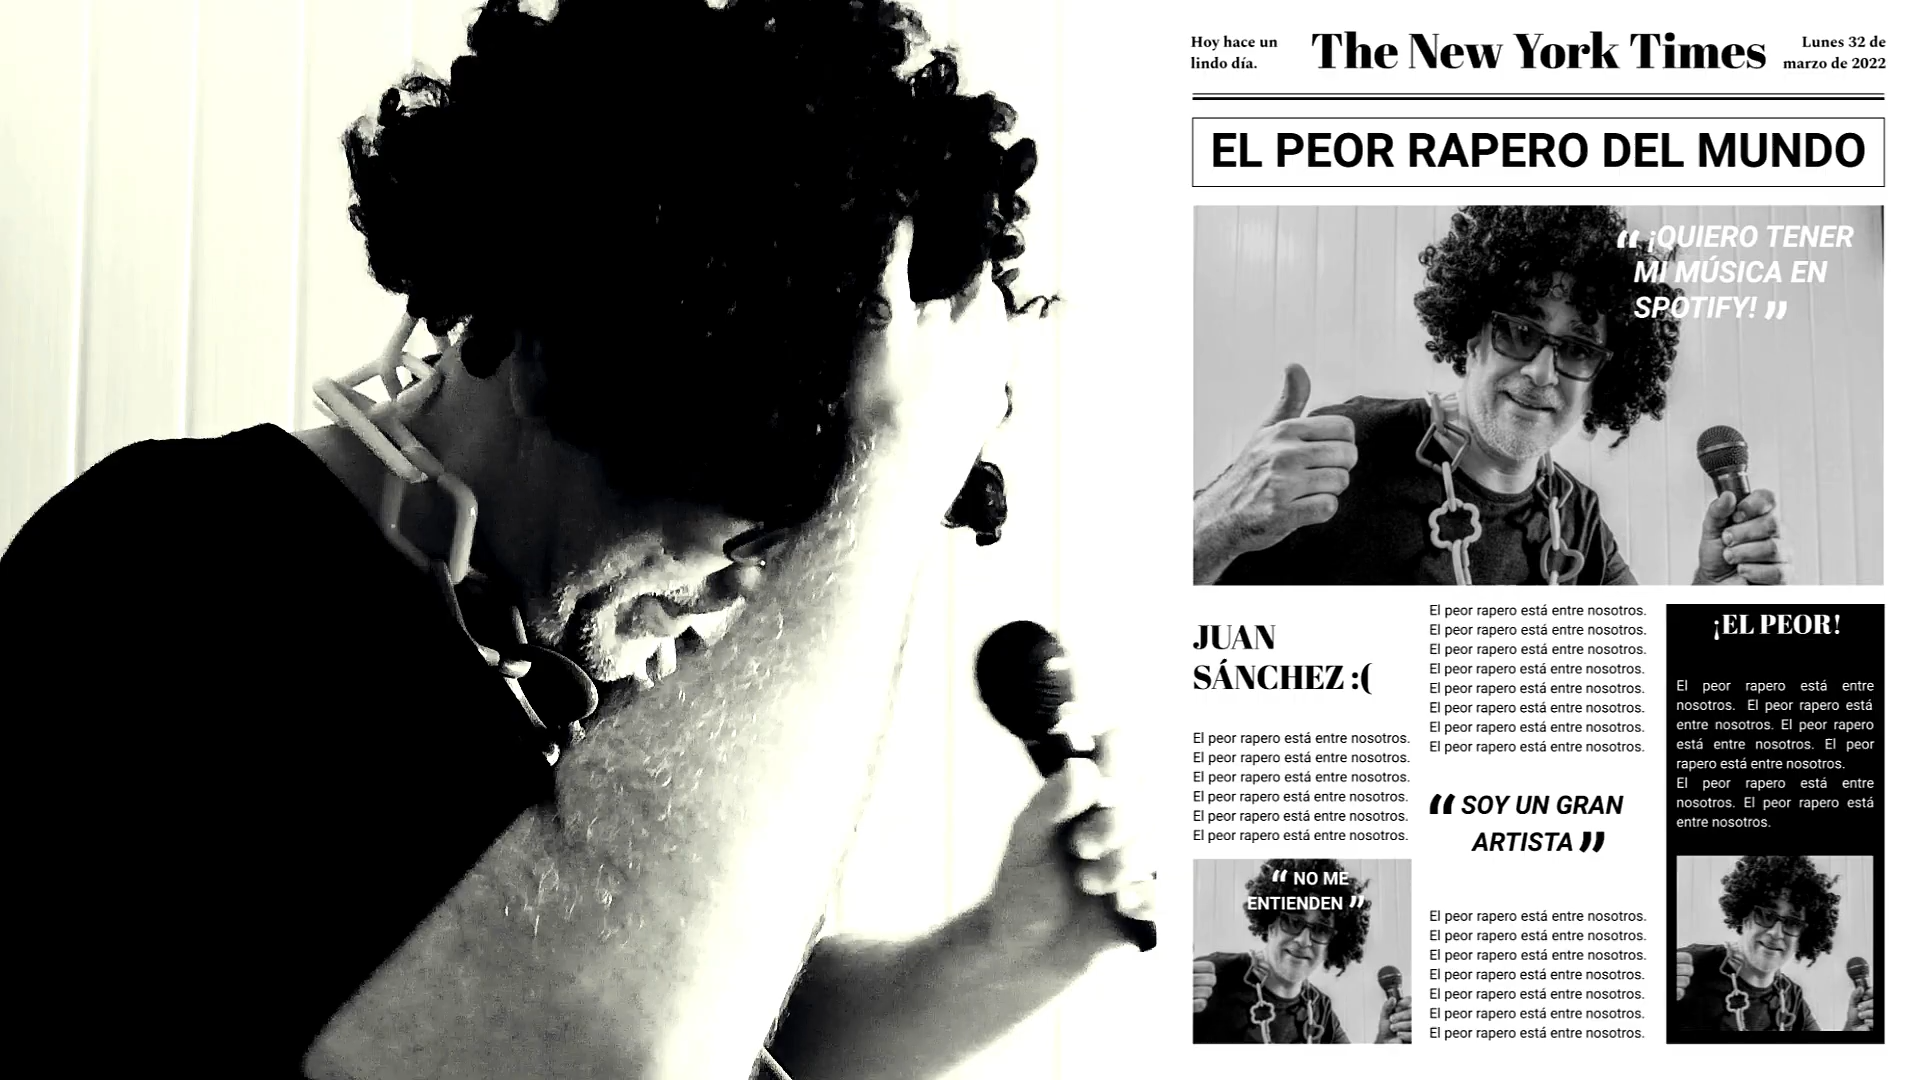 Hoy hace un
lindo día.
The New York Times
Lunes 32 de
marzo de 2022
EL PEOR RAPERO DEL MUNDO
“ ¡QUIERO TENER
MI MÚSICA EN
SPOTIFY! ”
JUAN
SÁNCHEZ :(
El peor rapero está entre nosotros.
El peor rapero está entre nosotros.
El peor rapero está entre nosotros.
El peor rapero está entre nosotros.
El peor rapero está entre nosotros.
El peor rapero está entre nosotros.
“ NO ME
ENTIENDEN ”
El peor rapero está entre nosotros.
El peor rapero está entre nosotros.
El peor rapero está entre nosotros.
El peor rapero está entre nosotros.
El peor rapero está entre nosotros.
El peor rapero está entre nosotros.
El peor rapero está entre nosotros.
El peor rapero está entre nosotros.
“ SOY UN GRAN
ARTISTA ”
El peor rapero está entre nosotros.
El peor rapero está entre nosotros.
El peor rapero está entre nosotros.
El peor rapero está entre nosotros.
El peor rapero está entre nosotros.
El peor rapero está entre nosotros.
El peor rapero está entre nosotros.
¡EL PEOR!
El peor rapero está entre
nosotros. El peor rapero está
entre nosotros. El peor rapero
está entre nosotros. El peor
rapero está entre nosotros.
El peor rapero está entre
nosotros. El peor rapero está
entre nosotros.